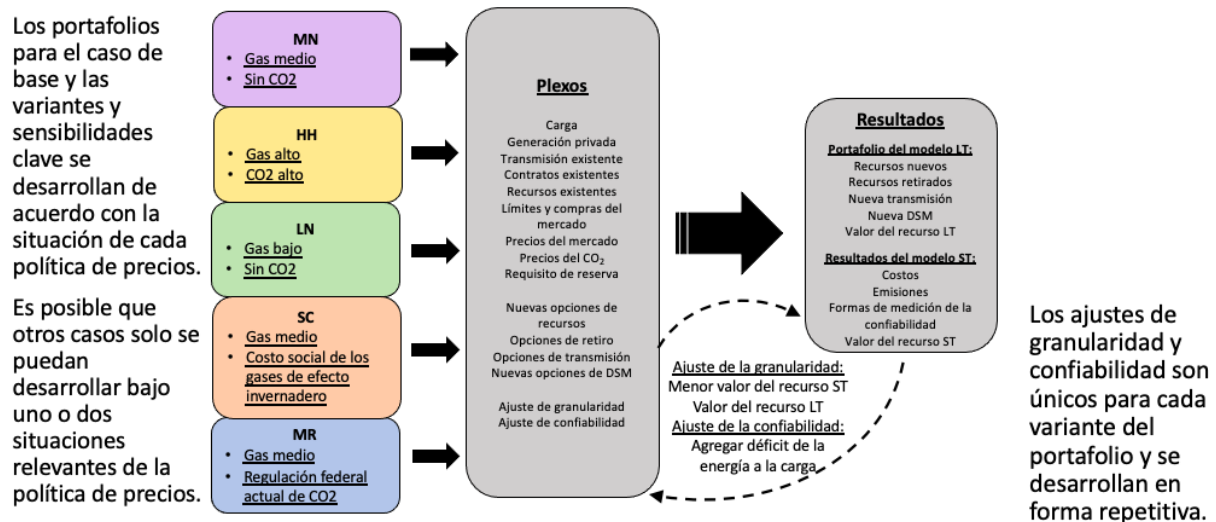 Los portafolios
para el caso de
base y las
variantes y
sensibilidades
clave se
desarrollan de
acuerdo con la
situación de cada
política de precios.
Es posible que
otros casos solo se
puedan
desarrollar bajo
uno o dos
situaciones
relevantes de la
política de precios.
MN
• Gas medio
• Sin CO2
HH
• Gas alto
• CO2 alto
LN
• Gas bajo
• Sin CO2
SC
• Gas medio
• Costo social de los
gases de efecto
invernadero
MR
• Gas medio
• Regulación federal
actual de CO2
Plexos
Carga
Generación privada
Transmisión existente
Contratos existentes
Recursos existentes
Límites y compras del
mercado
Precios del mercado
Precios del CO₂
Requisito de reserva
Nuevas opciones de
recursos
Opciones de retiro
Opciones de transmisión
Nuevas opciones de DSM
Ajuste de granularidad
Ajuste de confiabilidad
Resultados
Portafolio del modelo LT:
Recursos nuevos
Recursos retirados
Nueva transmisión
Nueva DSM
Valor del recurso LT
Resultados del modelo ST:
Costos
Emisiones
Formas de medición de la
confiabilidad
Valor del recurso ST
Ajuste de la granularidad:
Menor valor del recurso ST
Valor del recurso LT
Ajuste de la confiabilidad:
Agregar déficit de la
energía a la carga
Los ajustes de
granularidad y
confiabilidad son
únicos para cada
variante del
portafolio y se
desarrollan en
forma repetitiva.